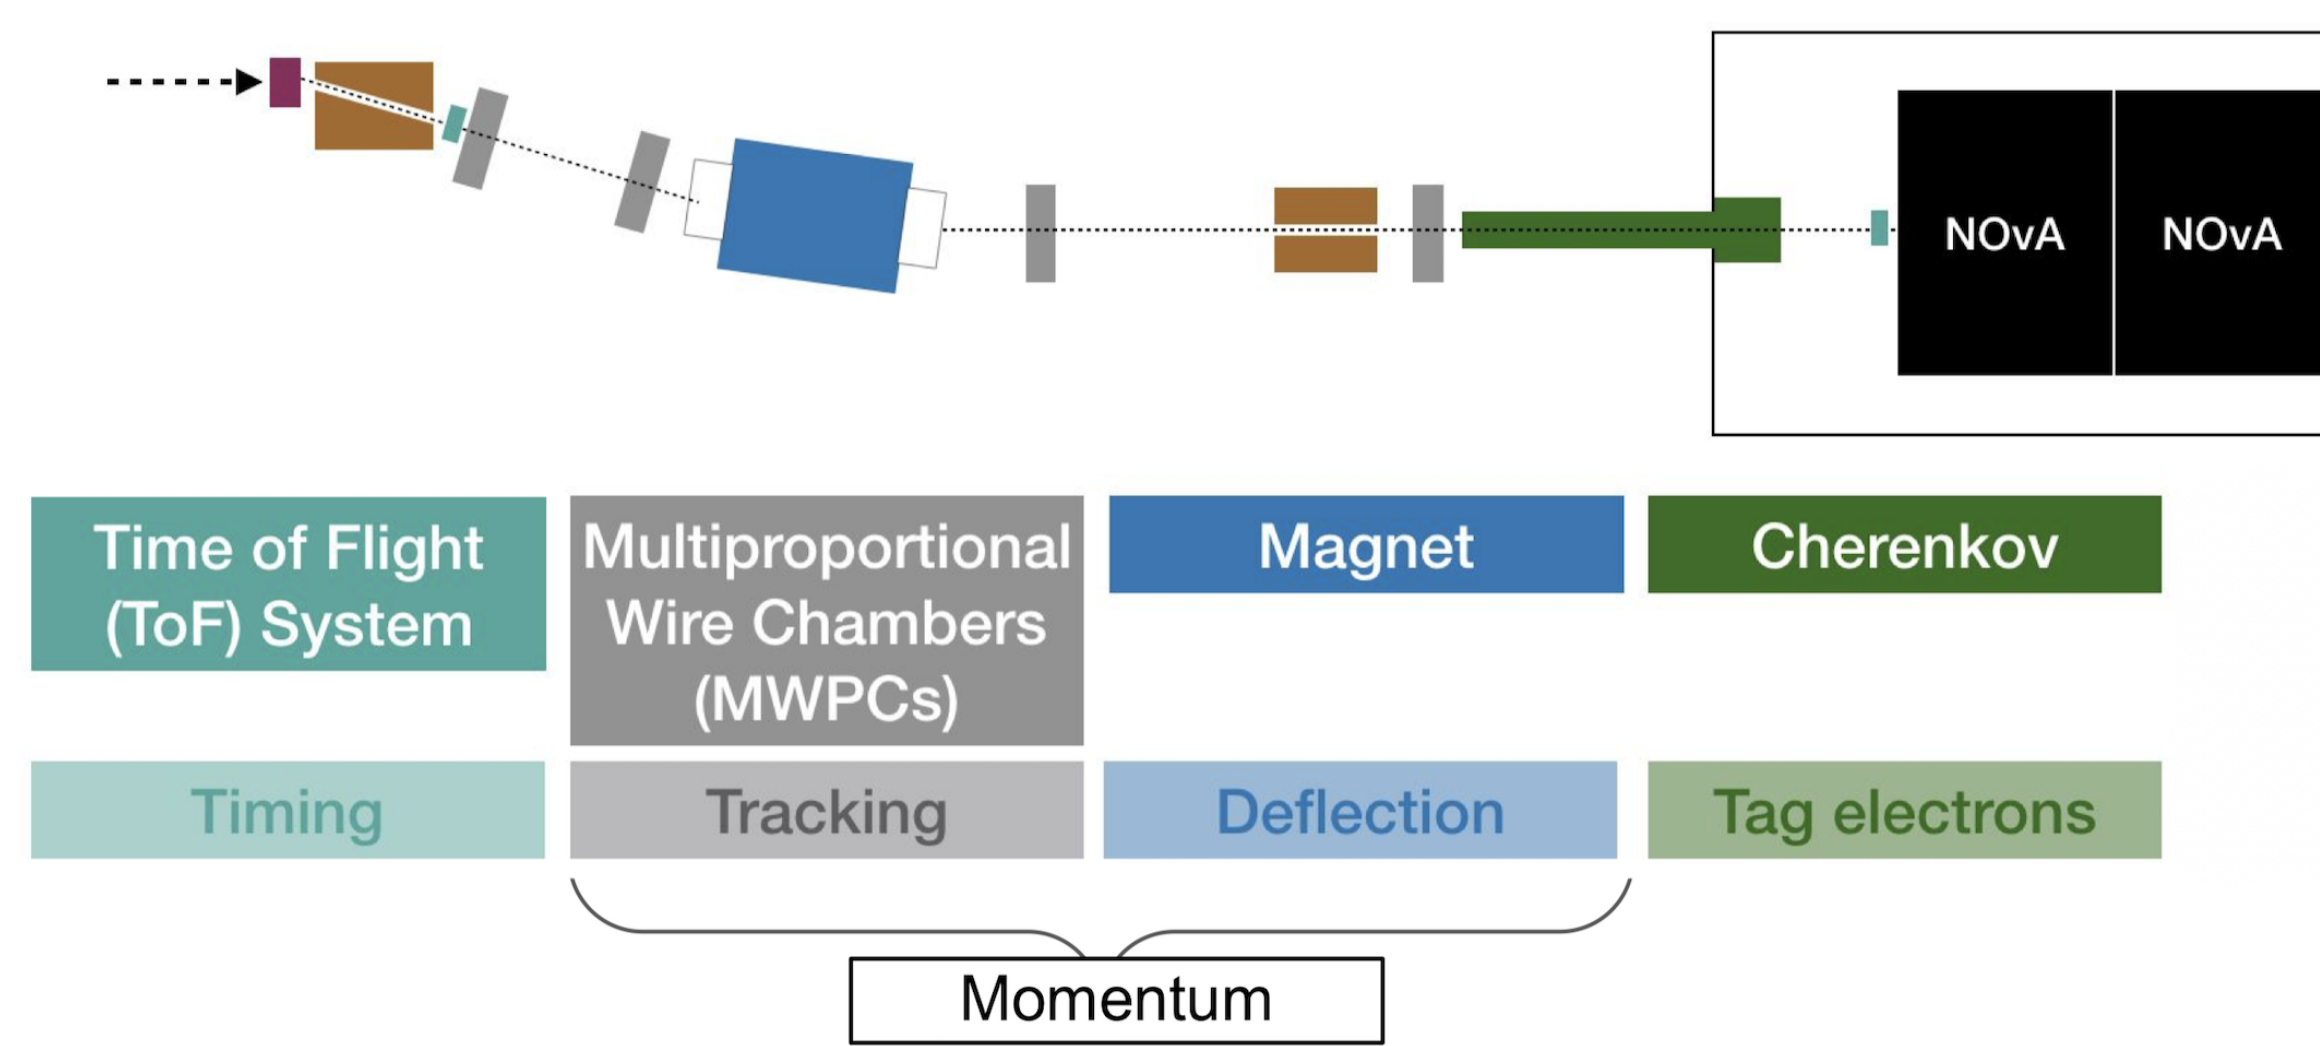 NOvA
NOvA
Time of Flight
(ToF) System
Multiproportional
Wire Chambers
(MWPCs)
Magnet
Cherenkov
Timing
Tracking
Deflection
Tag electrons
Momentum